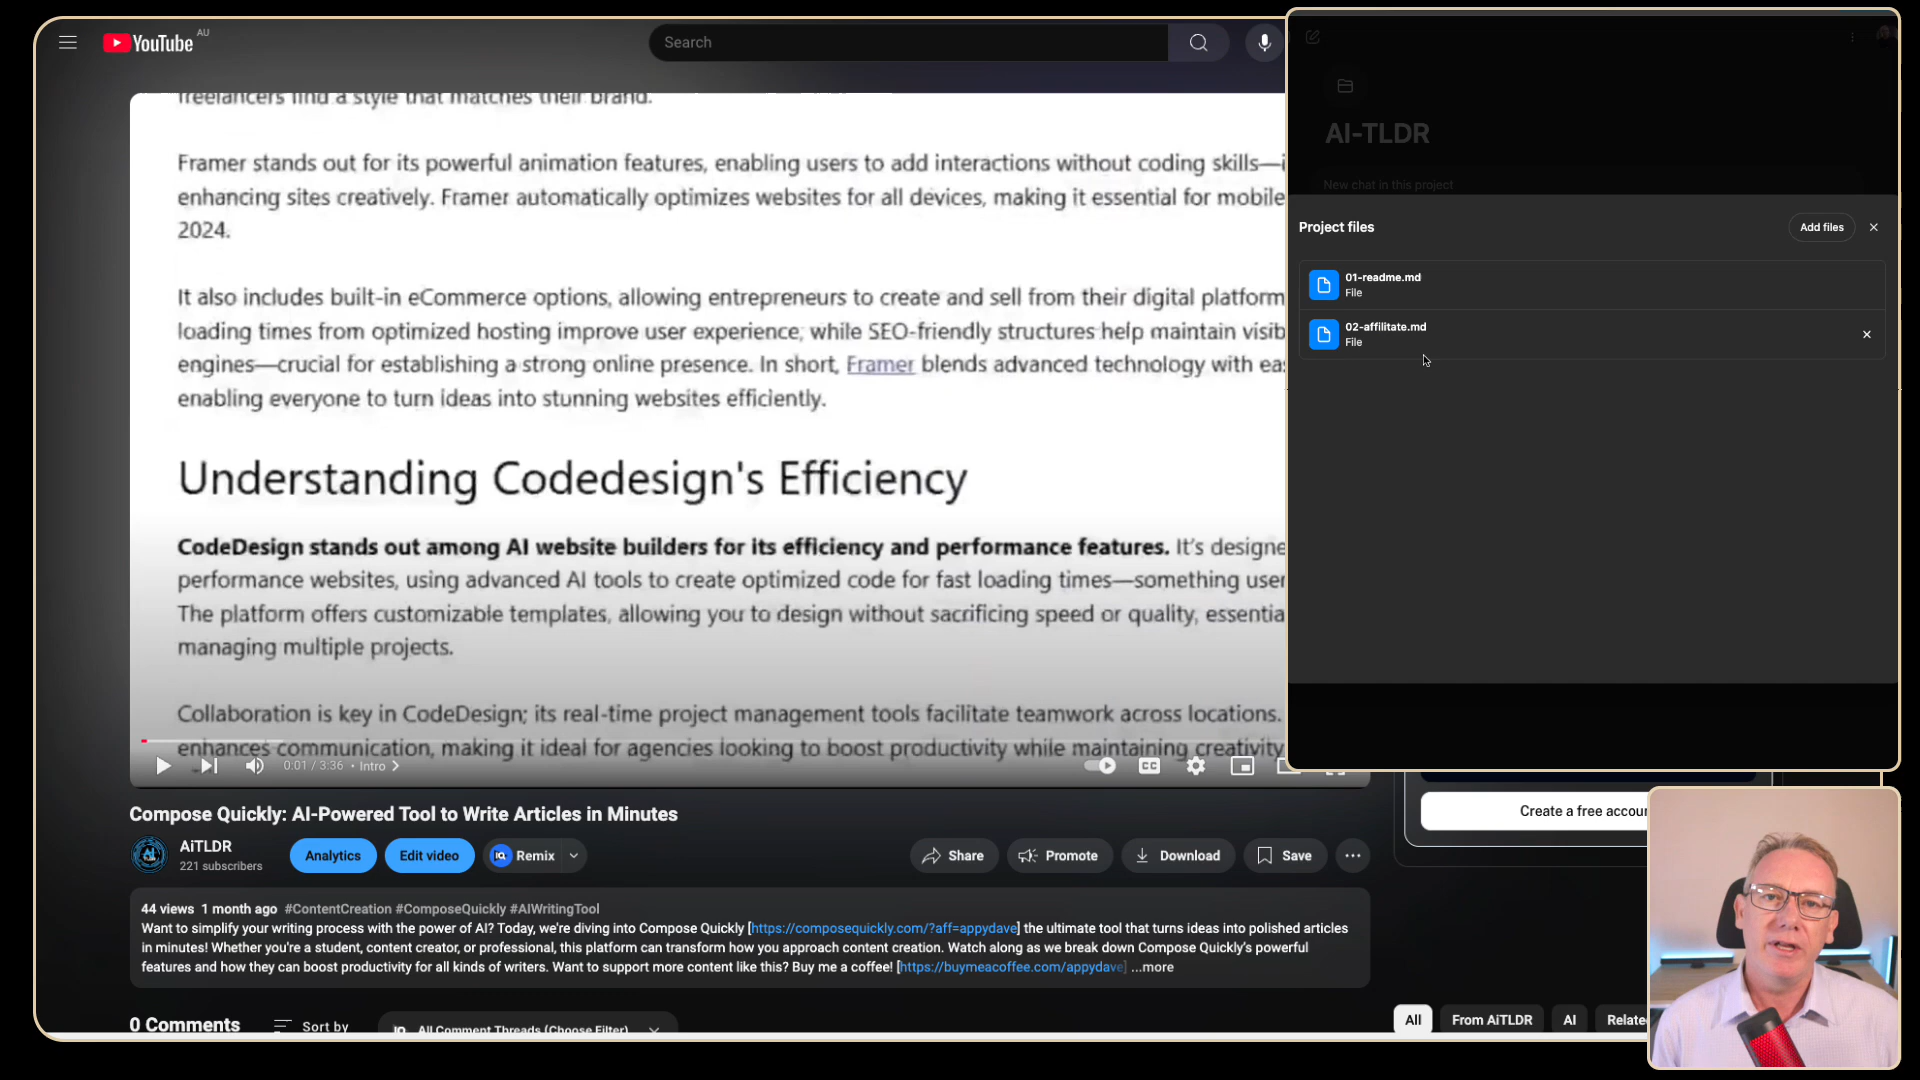 YouTube AU
Search
freelancers find a style that matches their brand.
Framer stands out for its powerful animation features, enabling users to add interactions without coding skills—
enhancing sites creatively. Framer automatically optimizes websites for all devices, making it essential for mobile
2024.
It also includes built-in eCommerce options, allowing entrepreneurs to create and sell from their digital platform
loading times from optimized hosting improve user experience, while SEO-friendly structures help maintain
engines—crucial for establishing a strong online presence. In short, Framer blends advanced technology with
enabling everyone to turn ideas into stunning websites efficiently.
Understanding Codedesign's Efficiency
CodeDesign stands out among AI website builders for its efficiency and performance features. It's
performance websites, using advanced AI tools to create optimized code for fast loading times—something
The platform offers customizable templates, allowing you to design without sacrificing speed or quality,
managing multiple projects.
Collaboration is key in CodeDesign; its real-time project management tools facilitate teamwork across locations.
enhances communication, making it ideal for agencies looking to boost productivity while maintaining creativity
0:01 / 3:36 • Intro
CC
Compose Quickly: AI-Powered Tool to Write Articles in Minutes
AiTLDR
221 subscribers
Analytics
Edit video
Remix
Share
Promote
Download
Save
44 views 1 month ago #ContentCreation #ComposeQuickly #AIWritingTool
Want to simplify your writing process with the power of AI? Today, we're diving into Compose Quickly [https://composequickly.com/?aff=appydave] the ultimate tool that turns ideas into polished articles
in minutes! Whether you're a student, content creator, or professional, this platform can transform how you approach content creation. Watch along as we break down Compose Quickly's powerful
features and how they can boost productivity for all kinds of writers. Want to support more content like this? Buy me a coffee! [https://buymeacoffee.com/appydave] ...more
0 Comments
Sort by
All Comment Threads (Choose Filter)
AI-TLDR
New chat in this project
Project files
Add files
01-readme.md
File
02-affilitate.md
File
Create a free
All
From AiTLDR
AI